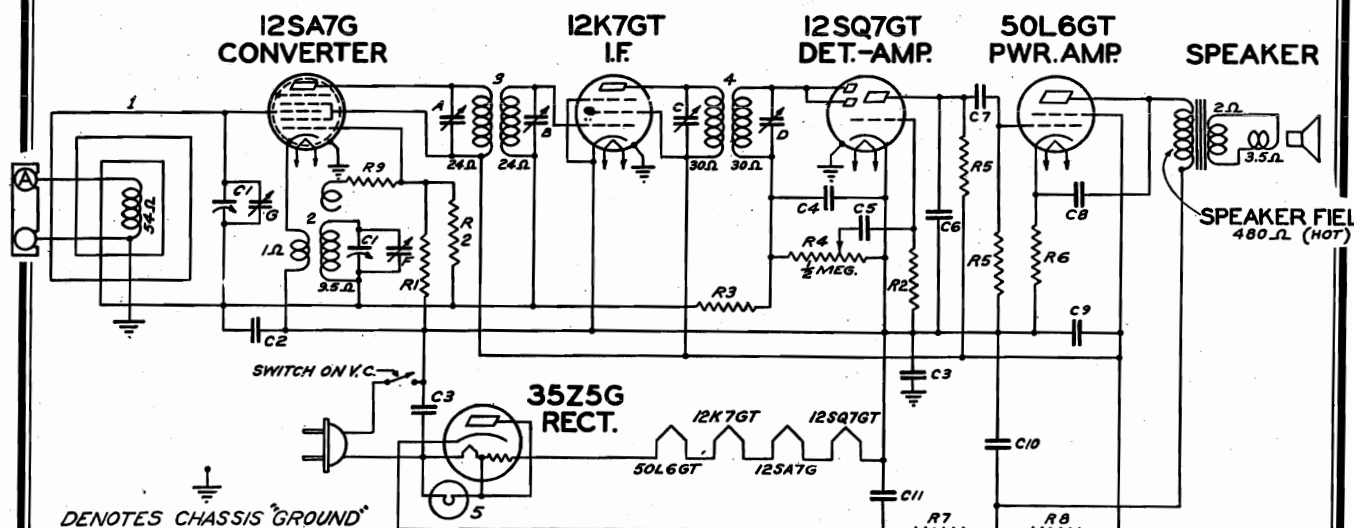 12SA7G
CONVERTER
12K7GT
I.F.
12SQ7GT
DET.-AMP.
50L6GT
PWR. AMP.
SPEAKER
1
A
3
B
C
4
D
C7
2Ω
3.5Ω
24Ω
24Ω
30Ω
30Ω
R9
R5
54Ω
C1
G
2
C1
F
1Ω
9.5Ω
R1
R
2
C4
C5
C6
C8
R4
½ MEG.
R2
R5
R6
SPEAKER FIEL
480Ω (HOT)
R3
C2
C9
SWITCH ON V.C.
C3
C3
35Z5G
RECT.
12K7GT
12SQ7GT
50L6GT
12SA7G
C10
C11
5
R7
R8
DENOTES CHASSIS "GROUND"